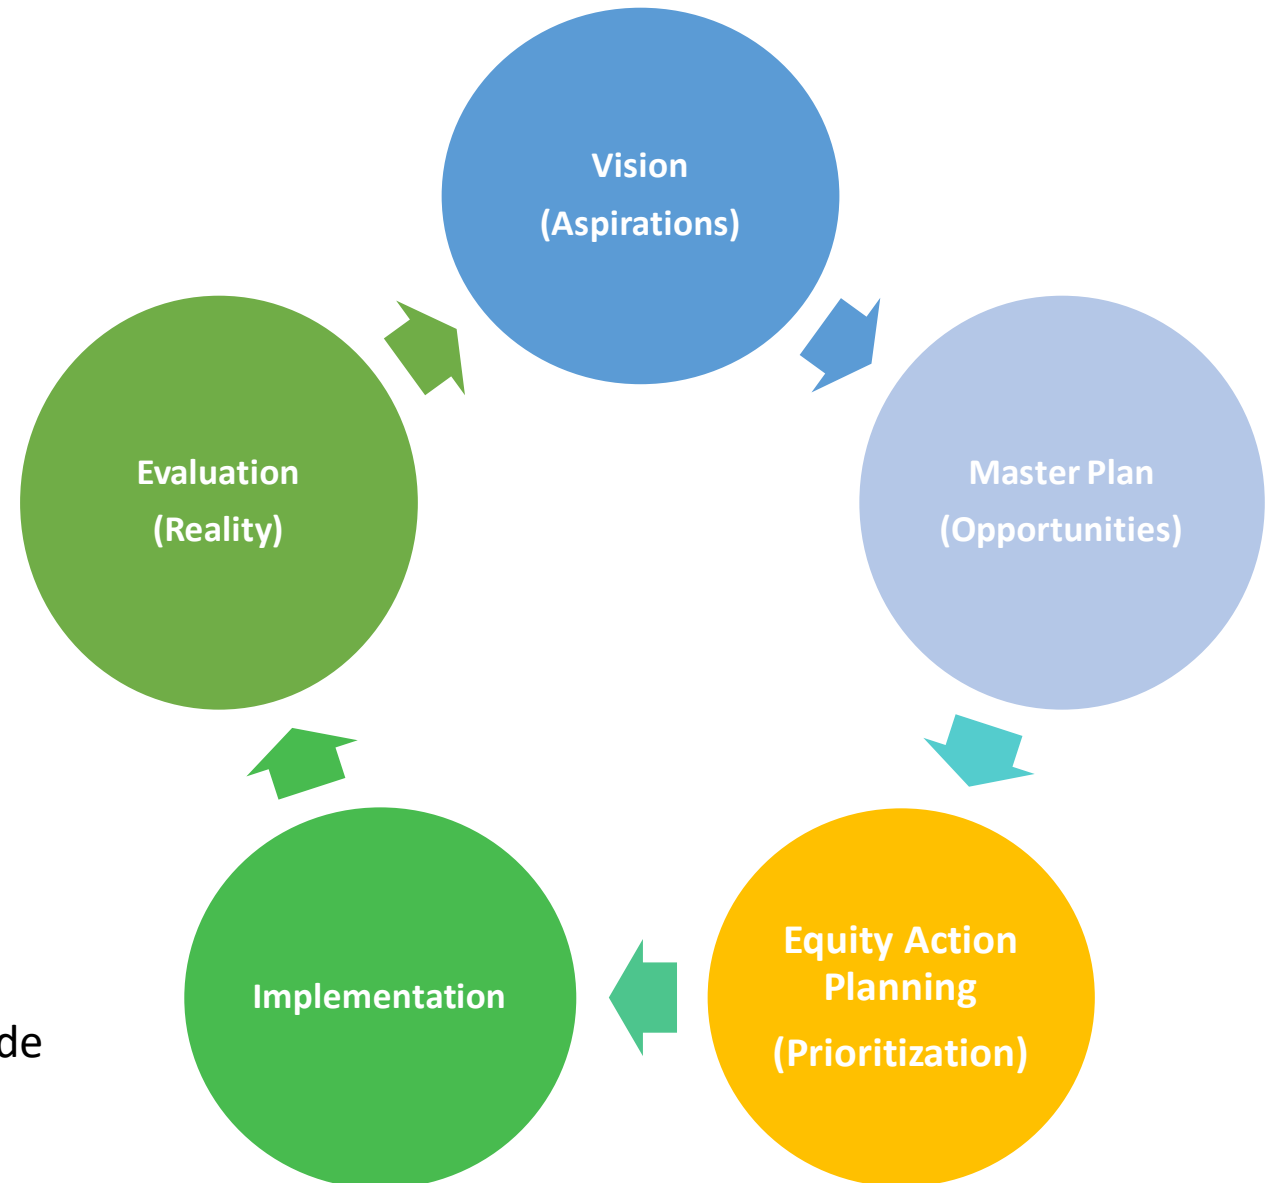 Vision
(Aspirations)
Master Plan
(Opportunities)
Equity Action
Planning
(Prioritization)
Implementation
Evaluation
(Reality)
de